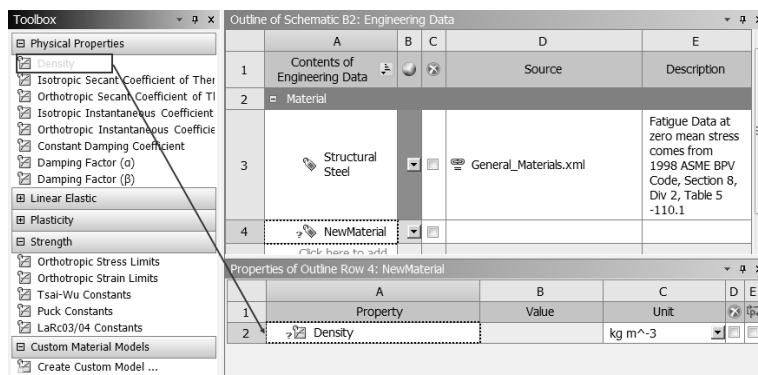 Toolbox
Physical Properties
Density
Isotropic Secant Coefficient of Ther
Orthotropic Secant Coefficient of Tl
Isotropic Instantaneous Coefficient
Orthotropic Instantaneous Coefficie
Constant Damping Coefficient
Damping Factor (α)
Damping Factor (β)
Linear Elastic
Plasticity
Strength
Orthotropic Stress Limits
Orthotropic Strain Limits
Tsai-Wu Constants
Puck Constants
LaRc03/04 Constants
Custom Material Models
Create Custom Model ...
Outline of Schematic B2: Engineering Data
A B C D E
1 Contents of Engineering Data Source Description
2 Material
3 Structural Steel General_Materials.xml
Fatigue Data at
zero mean stress
comes from
1998 ASME BPV
Code, Section 8,
Div 2, Table 5
-110.1
4 ? NewMaterial
Click here to add
Properties of Outline Row 4: NewMaterial
A B C D E
1 Property Value Unit
2 ? Density kg m^-3